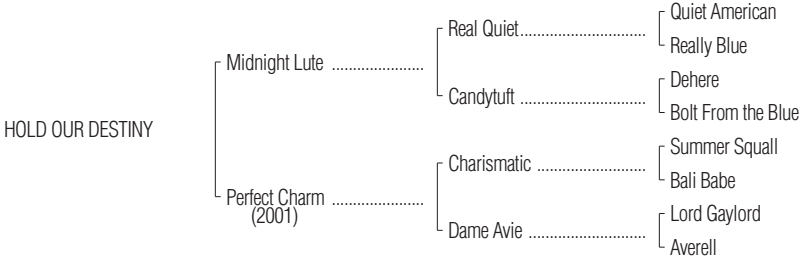 Quiet American
Real Quiet..............................
Really Blue
Midnight Lute ......................
Dehere
Candytuft ..............................
Bolt From the Blue
HOLD OUR DESTINY
Summer Squall
Charismatic ..........................
Bali Babe
Perfect Charm ......................
(2001)
Lord Gaylord
Dame Avie ............................
Averell